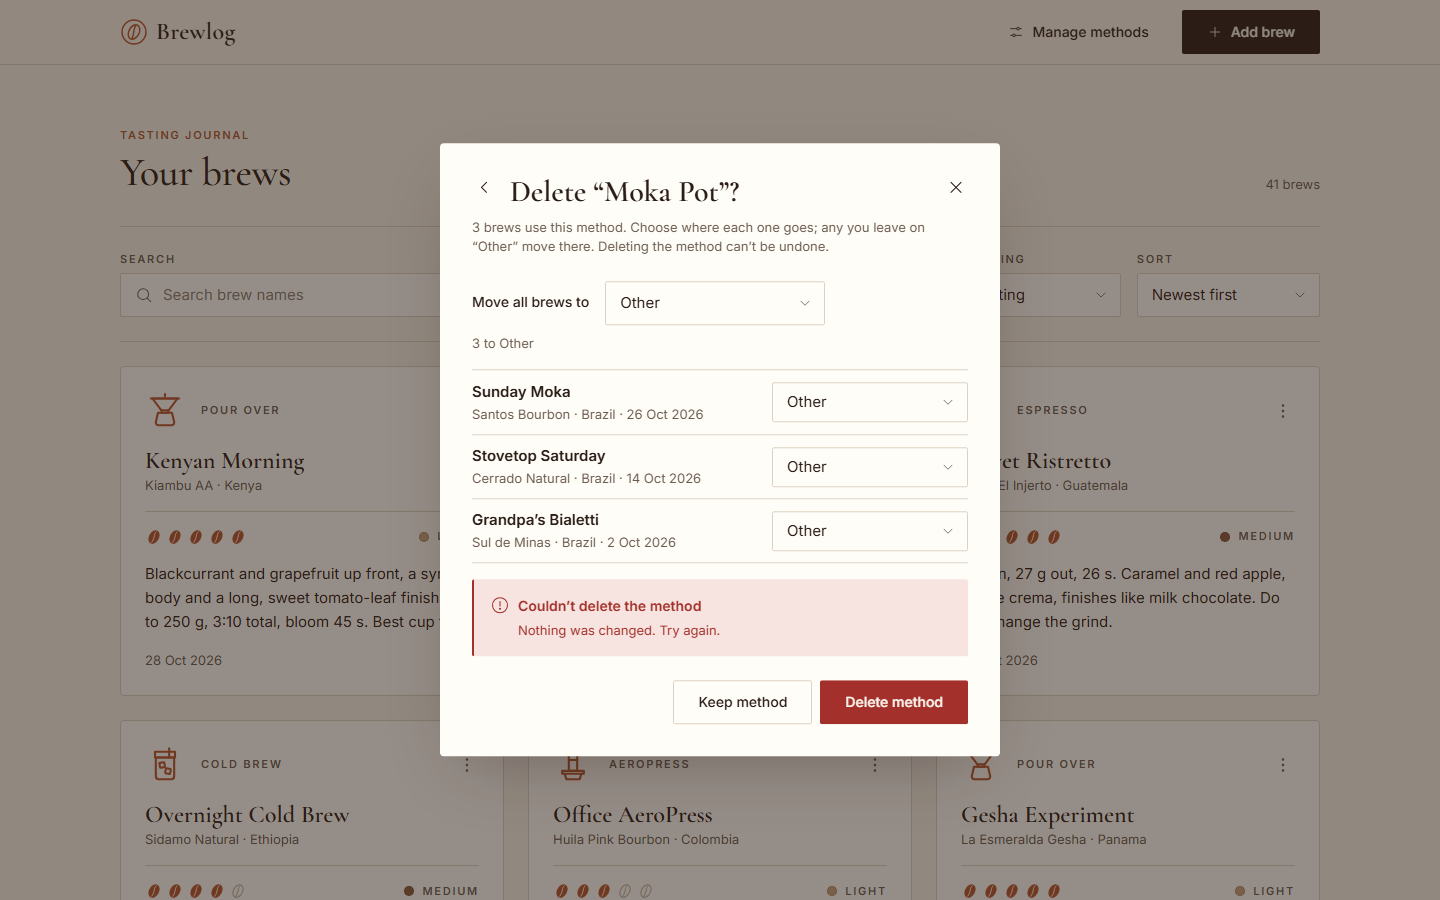 Brewlog
Manage methods
Add brew
TASTING JOURNAL
Your brews
41 brews
SEARCH
Search brew names
SORT
Newest first
Delete “Moka Pot”?
3 brews use this method. Choose where each one goes; any you leave on
“Other” move there. Deleting the method can’t be undone.
Move all brews to
Other
3 to Other
Sunday Moka
Santos Bourbon · Brazil · 26 Oct 2026
Other
Stovetop Saturday
Cerrado Natural · Brazil · 14 Oct 2026
Other
Grandpa’s Bialetti
Sul de Minas · Brazil · 2 Oct 2026
Other
Couldn’t delete the method
Nothing was changed. Try again.
Keep method
Delete method
POUR OVER
Kenyan Morning
Kiambu AA · Kenya
Blackcurrant and grapefruit up front, a
body and a long, sweet tomato-leaf finish
to 250 g, 3:10 total, bloom 45 s. Best cup
28 Oct 2026
ESPRESSO
Ristretto
El Injerto · Guatemala
MEDIUM
27 g out, 26 s. Caramel and red apple,
crema, finishes like milk chocolate. Do
the grind.
2026
COLD BREW
Overnight Cold Brew
Sidamo Natural · Ethiopia
MEDIUM
AEROPRESS
Office AeroPress
Huila Pink Bourbon · Colombia
LIGHT
POUR OVER
Gesha Experiment
La Esmeralda Gesha · Panama
LIGHT